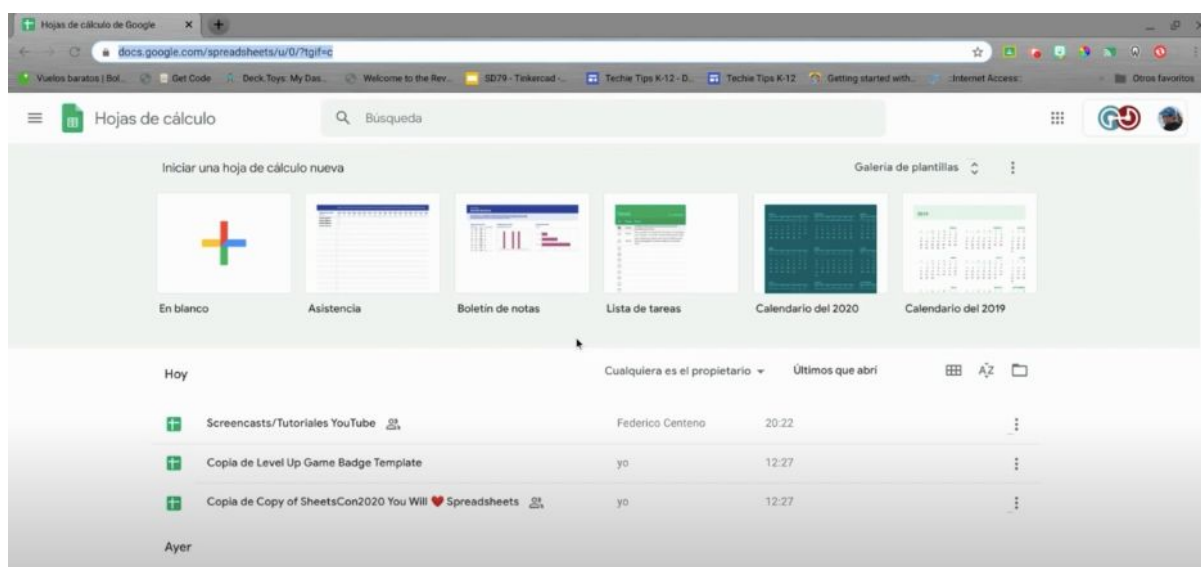 Hojas de cálculo de Google
docs.google.com/spreadsheets/u/0/?tgif=c
Vuelos baratos | Bol... Get Code Deck.Toys: My Das... Welcome to the Rev... SD79 - Tinkercad -... Techie Tips K-12 - D... Techie Tips K-12 Getting started with... ::Internet Access:: Otros favoritos
Hojas de cálculo Búsqueda
Iniciar una hoja de cálculo nueva Galería de plantillas
En blanco Asistencia Boletín de notas Lista de tareas Calendario del 2020 Calendario del 2019
Hoy Cualquiera es el propietario Últimos que abrí
Screencasts/Tutoriales YouTube Federico Centeno 20:22
Copia de Level Up Game Badge Template yo 12:27
Copia de Copy of SheetsCon2020 You Will ❤ Spreadsheets yo 12:27
Ayer